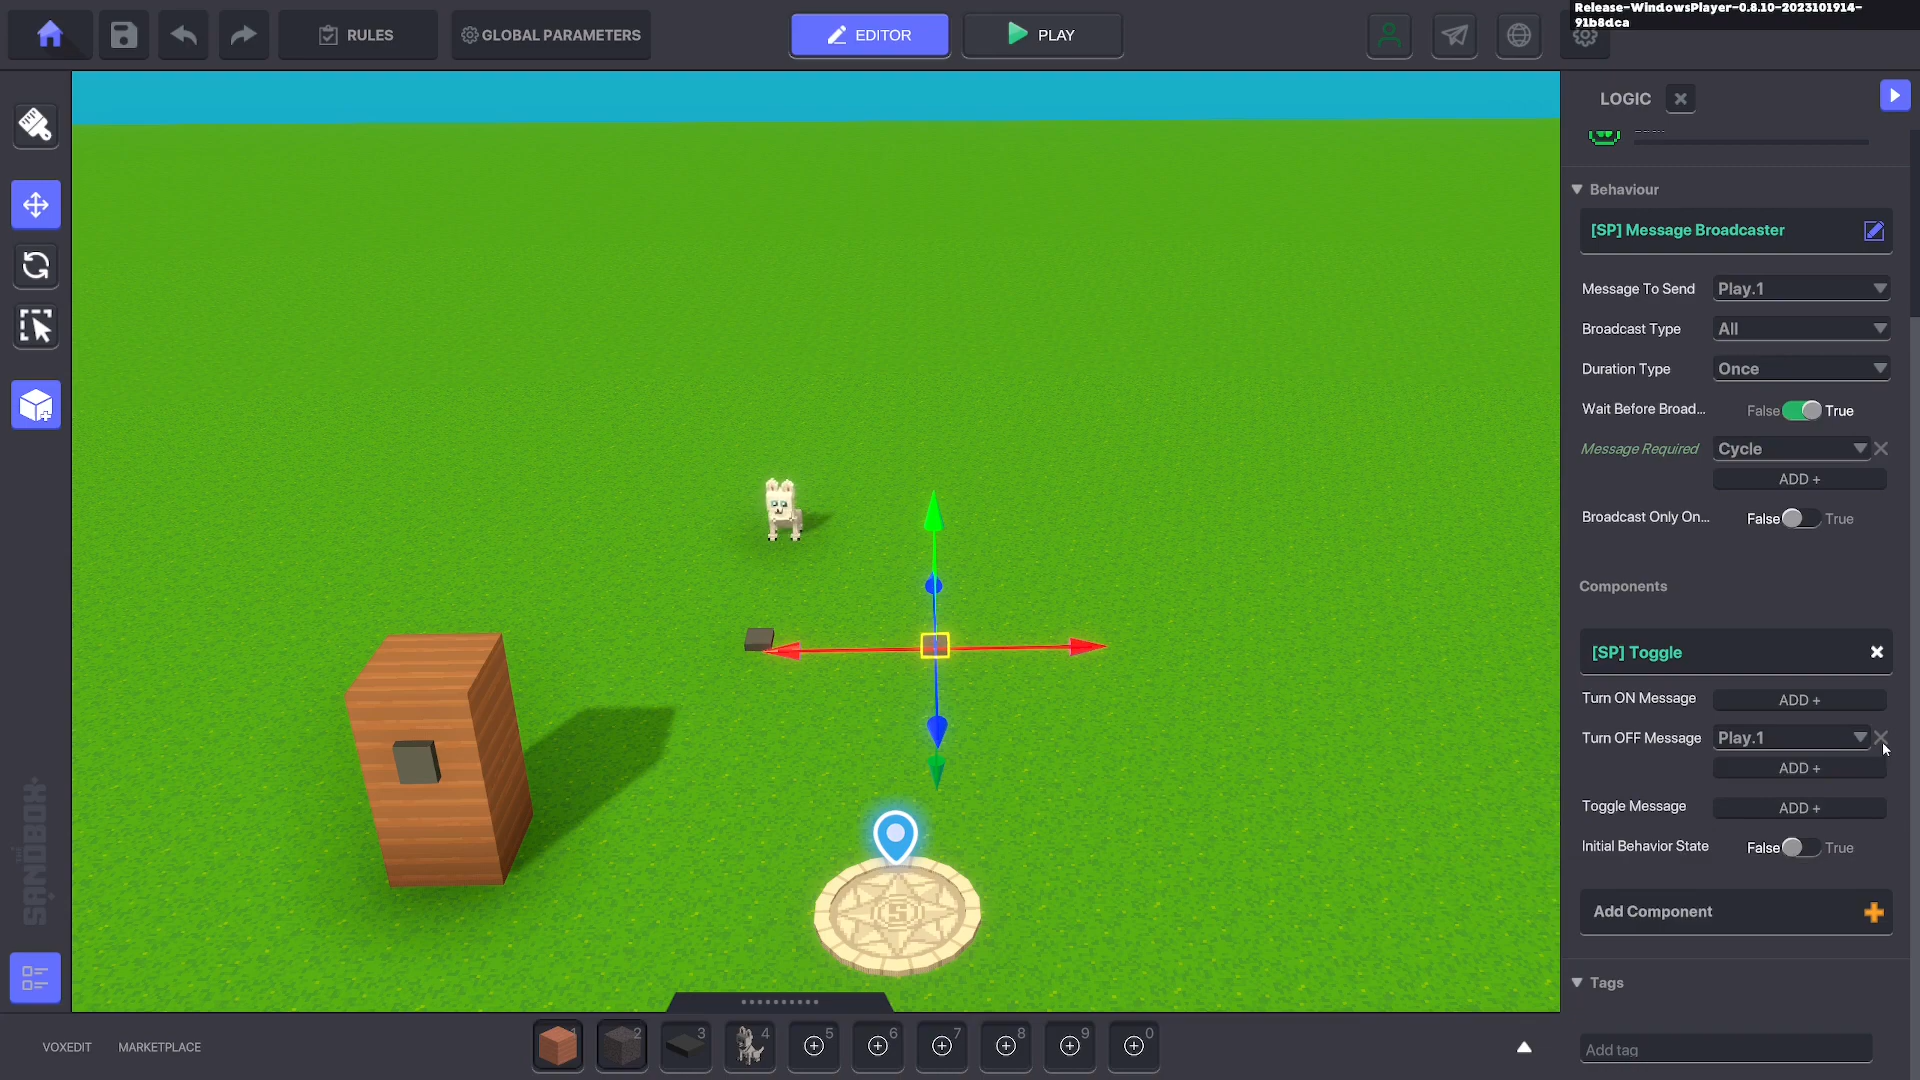 Release-WindowsPlayer-0.8.10-2023101914-
91b8dca
RULES
GLOBAL PARAMETERS
EDITOR
PLAY
LOGIC
Behaviour
[SP] Message Broadcaster
Message To Send
Play.1
Broadcast Type
All
Duration Type
Once
Wait Before Broad...
False
True
Message Required
Cycle
ADD +
Broadcast Only On...
False
True
Components
[SP] Toggle
Turn ON Message
ADD +
Turn OFF Message
Play.1
ADD +
Toggle Message
ADD +
Initial Behavior State
False
True
Add Component
Tags
Add tag
THE SANDBOX
S
VOXEDIT
MARKETPLACE
1
2
3
4
5
6
7
8
9
0